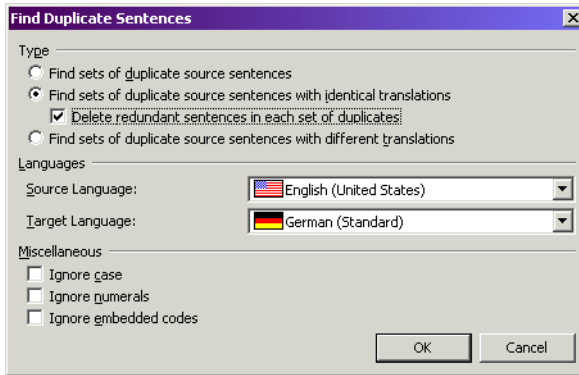 Find Duplicate Sentences
Type
Find sets of duplicate source sentences
Find sets of duplicate source sentences with identical translations
Delete redundant sentences in each set of duplicates
Find sets of duplicate source sentences with different translations
Languages
Source Language: English (United States)
Target Language: German (Standard)
Miscellaneous
Ignore case
Ignore numerals
Ignore embedded codes
OK Cancel